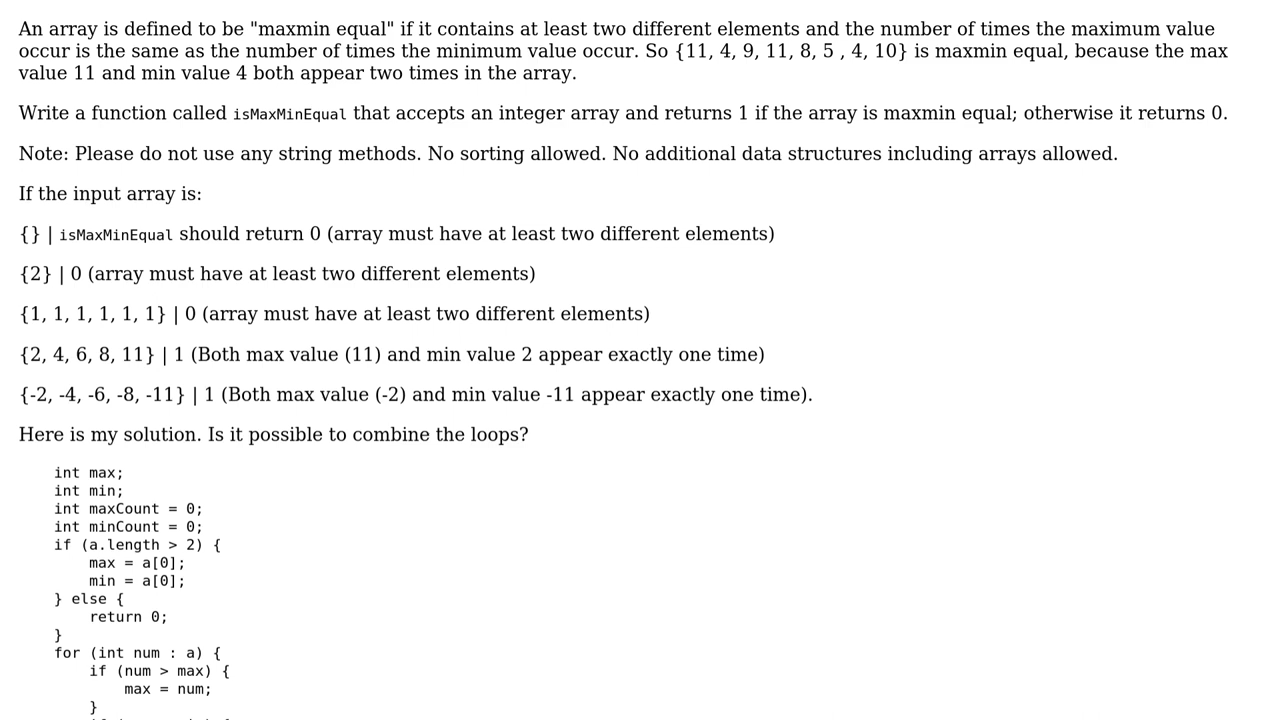 An array is defined to be "maxmin equal" if it contains at least two different elements and the number of times the maximum value
occur is the same as the number of times the minimum value occur. So {11, 4, 9, 11, 8, 5 , 4, 10} is maxmin equal, because the max
value 11 and min value 4 both appear two times in the array.
Write a function called isMaxMinEqual that accepts an integer array and returns 1 if the array is maxmin equal; otherwise it returns 0.
Note: Please do not use any string methods. No sorting allowed. No additional data structures including arrays allowed.
If the input array is:
{} | isMaxMinEqual should return 0 (array must have at least two different elements)
{2} | 0 (array must have at least two different elements)
{1, 1, 1, 1, 1, 1} | 0 (array must have at least two different elements)
{2, 4, 6, 8, 11} | 1 (Both max value (11) and min value 2 appear exactly one time)
{-2, -4, -6, -8, -11} | 1 (Both max value (-2) and min value -11 appear exactly one time).
Here is my solution. Is it possible to combine the loops?
int max;
int min;
int maxCount = 0;
int minCount = 0;
if (a.length > 2) {
max = a[0];
min = a[0];
} else {
return 0;
}
for (int num : a) {
if (num > max) {
max = num;
}